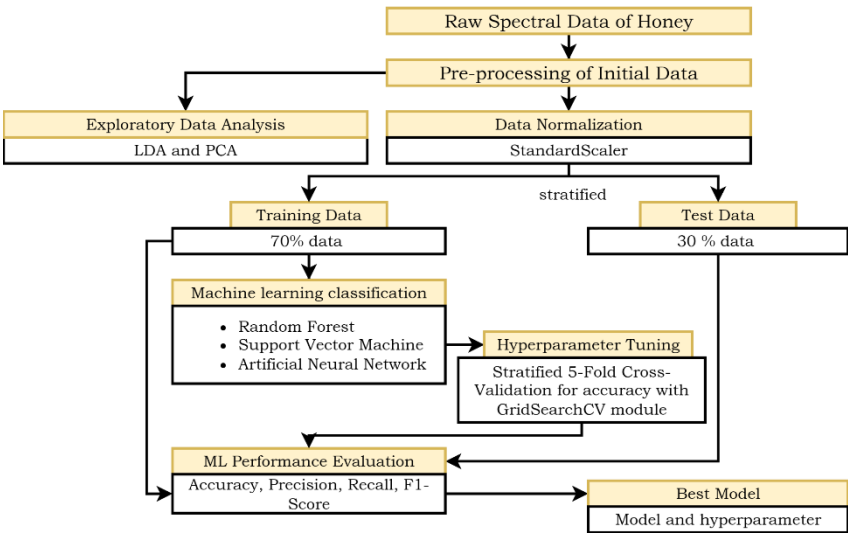 Raw Spectral Data of Honey
Pre-processing of Initial Data
Exploratory Data Analysis
LDA and PCA
Data Normalization
StandardScaler
stratified
Training Data
70% data
Test Data
30 % data
Machine learning classification
• Random Forest
• Support Vector Machine
• Artificial Neural Network
Hyperparameter Tuning
Stratified 5-Fold Cross-
Validation for accuracy with
GridSearchCV module
ML Performance Evaluation
Accuracy, Precision, Recall, F1-
Score
Best Model
Model and hyperparameter